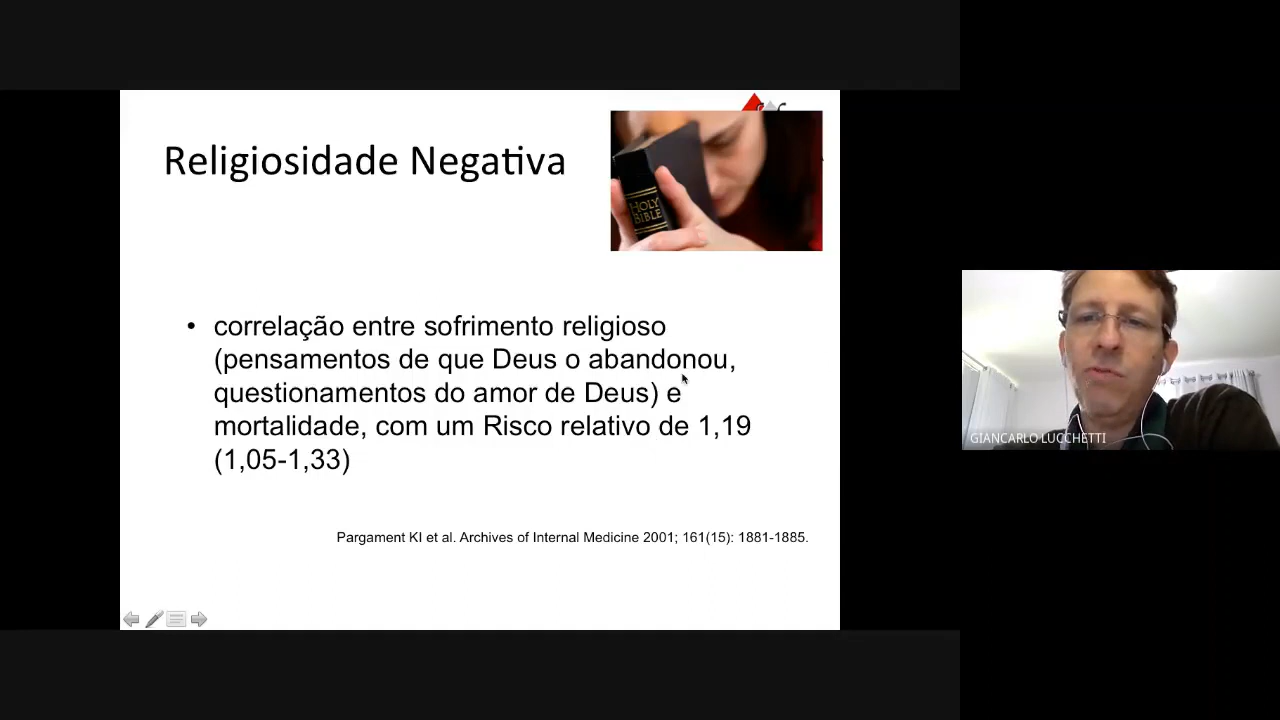 Religiosidade Negativa
HOLY
BIBLE
• correlação entre sofrimento religioso
(pensamentos de que Deus o abandonou,
questionamentos do amor de Deus) e
mortalidade, com um Risco relativo de 1,19
(1,05-1,33)
Pargament KI et al. Archives of Internal Medicine 2001; 161(15): 1881-1885.
GIANCARLO LUCCHETTI